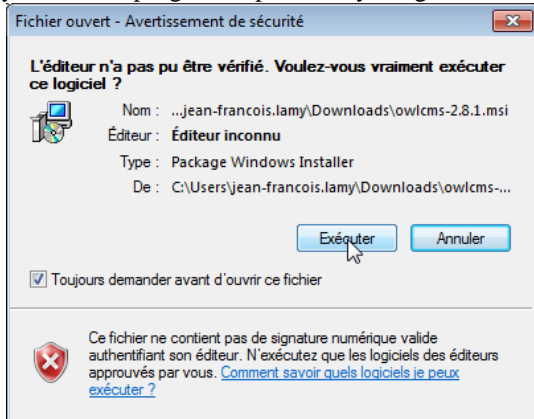 Fichier ouvert - Avertissement de sécurité
L'éditeur n'a pas pu être vérifié. Voulez-vous vraiment exécuter
ce logiciel ?
Nom : ...jean-francois.lamy\Downloads\owlcms-2.8.1.msi
Éditeur : Éditeur inconnu
Type : Package Windows Installer
De : C:\Users\jean-francois.lamy\Downloads\owlcms-...
Exécuter Annuler
Toujours demander avant d'ouvrir ce fichier
Ce fichier ne contient pas de signature numérique valide
authentifiant son éditeur. N'exécutez que les logiciels des éditeurs
approuvés par vous. Comment savoir quels logiciels je peux
exécuter ?